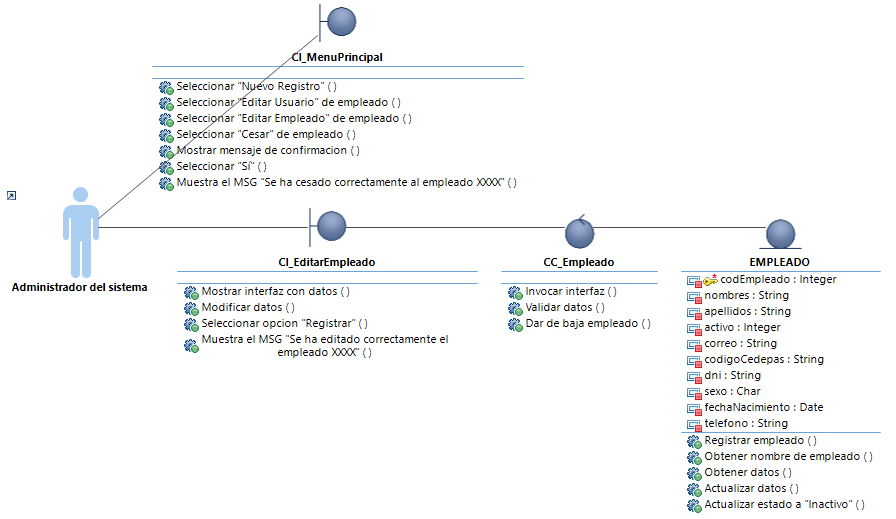 CI_MenuPrincipal
Seleccionar "Nuevo Registro" ( )
Seleccionar "Editar Usuario" de empleado ( )
Seleccionar "Editar Empleado" de empleado ( )
Seleccionar "Cesar" de empleado ( )
Mostrar mensaje de confirmacion ( )
Seleccionar "Sí" ( )
Muestra el MSG "Se ha cesado correctamente al empleado XXXX" ( )
Administrador del sistema
CI_EditarEmpleado
Mostrar interfaz con datos ( )
Modificar datos ( )
Seleccionar opcion "Registrar" ( )
Muestra el MSG "Se ha editado correctamente el
empleado XXXX" ( )
CC_Empleado
Invocar interfaz ( )
Validar datos ( )
Dar de baja empleado ( )
EMPLEADO
codEmpleado : Integer
nombres : String
apellidos : String
activo : Integer
correo : String
codigoCedepas : String
dni : String
sexo : Char
fechaNacimiento : Date
telefono : String
Registrar empleado ( )
Obtener nombre de empleado ( )
Obtener datos ( )
Actualizar datos ( )
Actualizar estado a "Inactivo" ( )